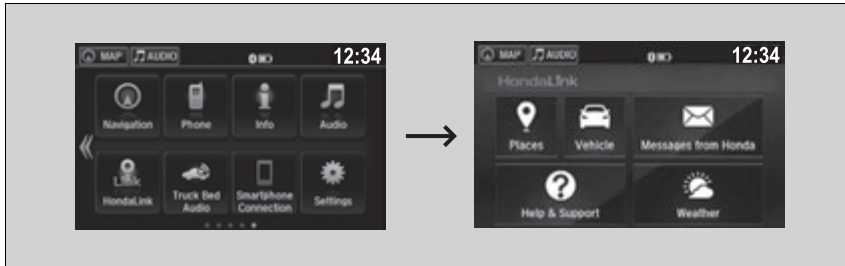 MAP AUDIO 12:34
Navigation Phone Info Audio
HondaLink Truck Bed Audio Smartphone Connection Settings
MAP AUDIO 12:34
HondaLink
Places Vehicle Messages from Honda
Help & Support Weather